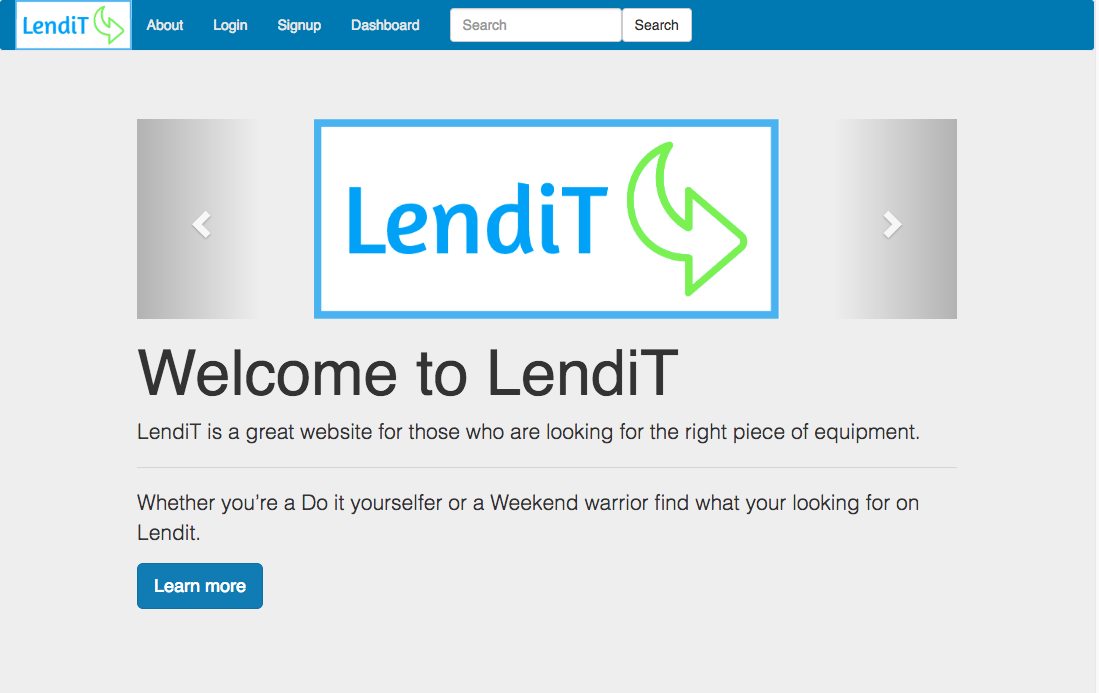 LendiT
About
Login
Signup
Dashboard
Search
Search
LendiT
Welcome to LendiT
LendiT is a great website for those who are looking for the right piece of equipment.
Whether you're a Do it yourselfer or a Weekend warrior find what your looking for on
Lendit.
Learn more